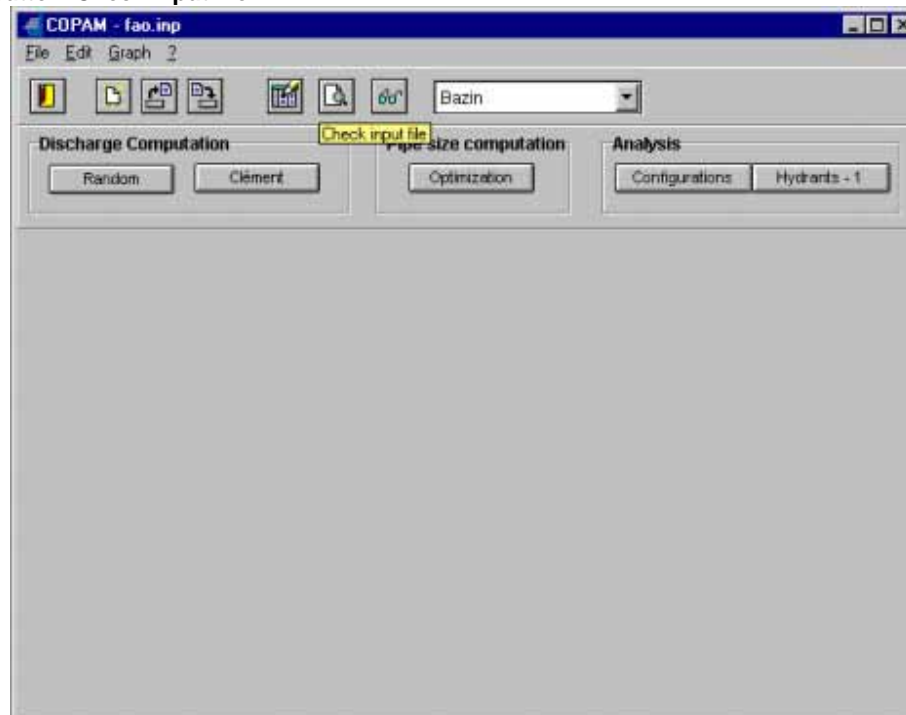 COPAM - fao.inp
File Edit Graph ?
Bazin
Check input file
Discharge Computation Pipe size computation Analysis
Random Clément Optimization Configurations Hydrants - 1